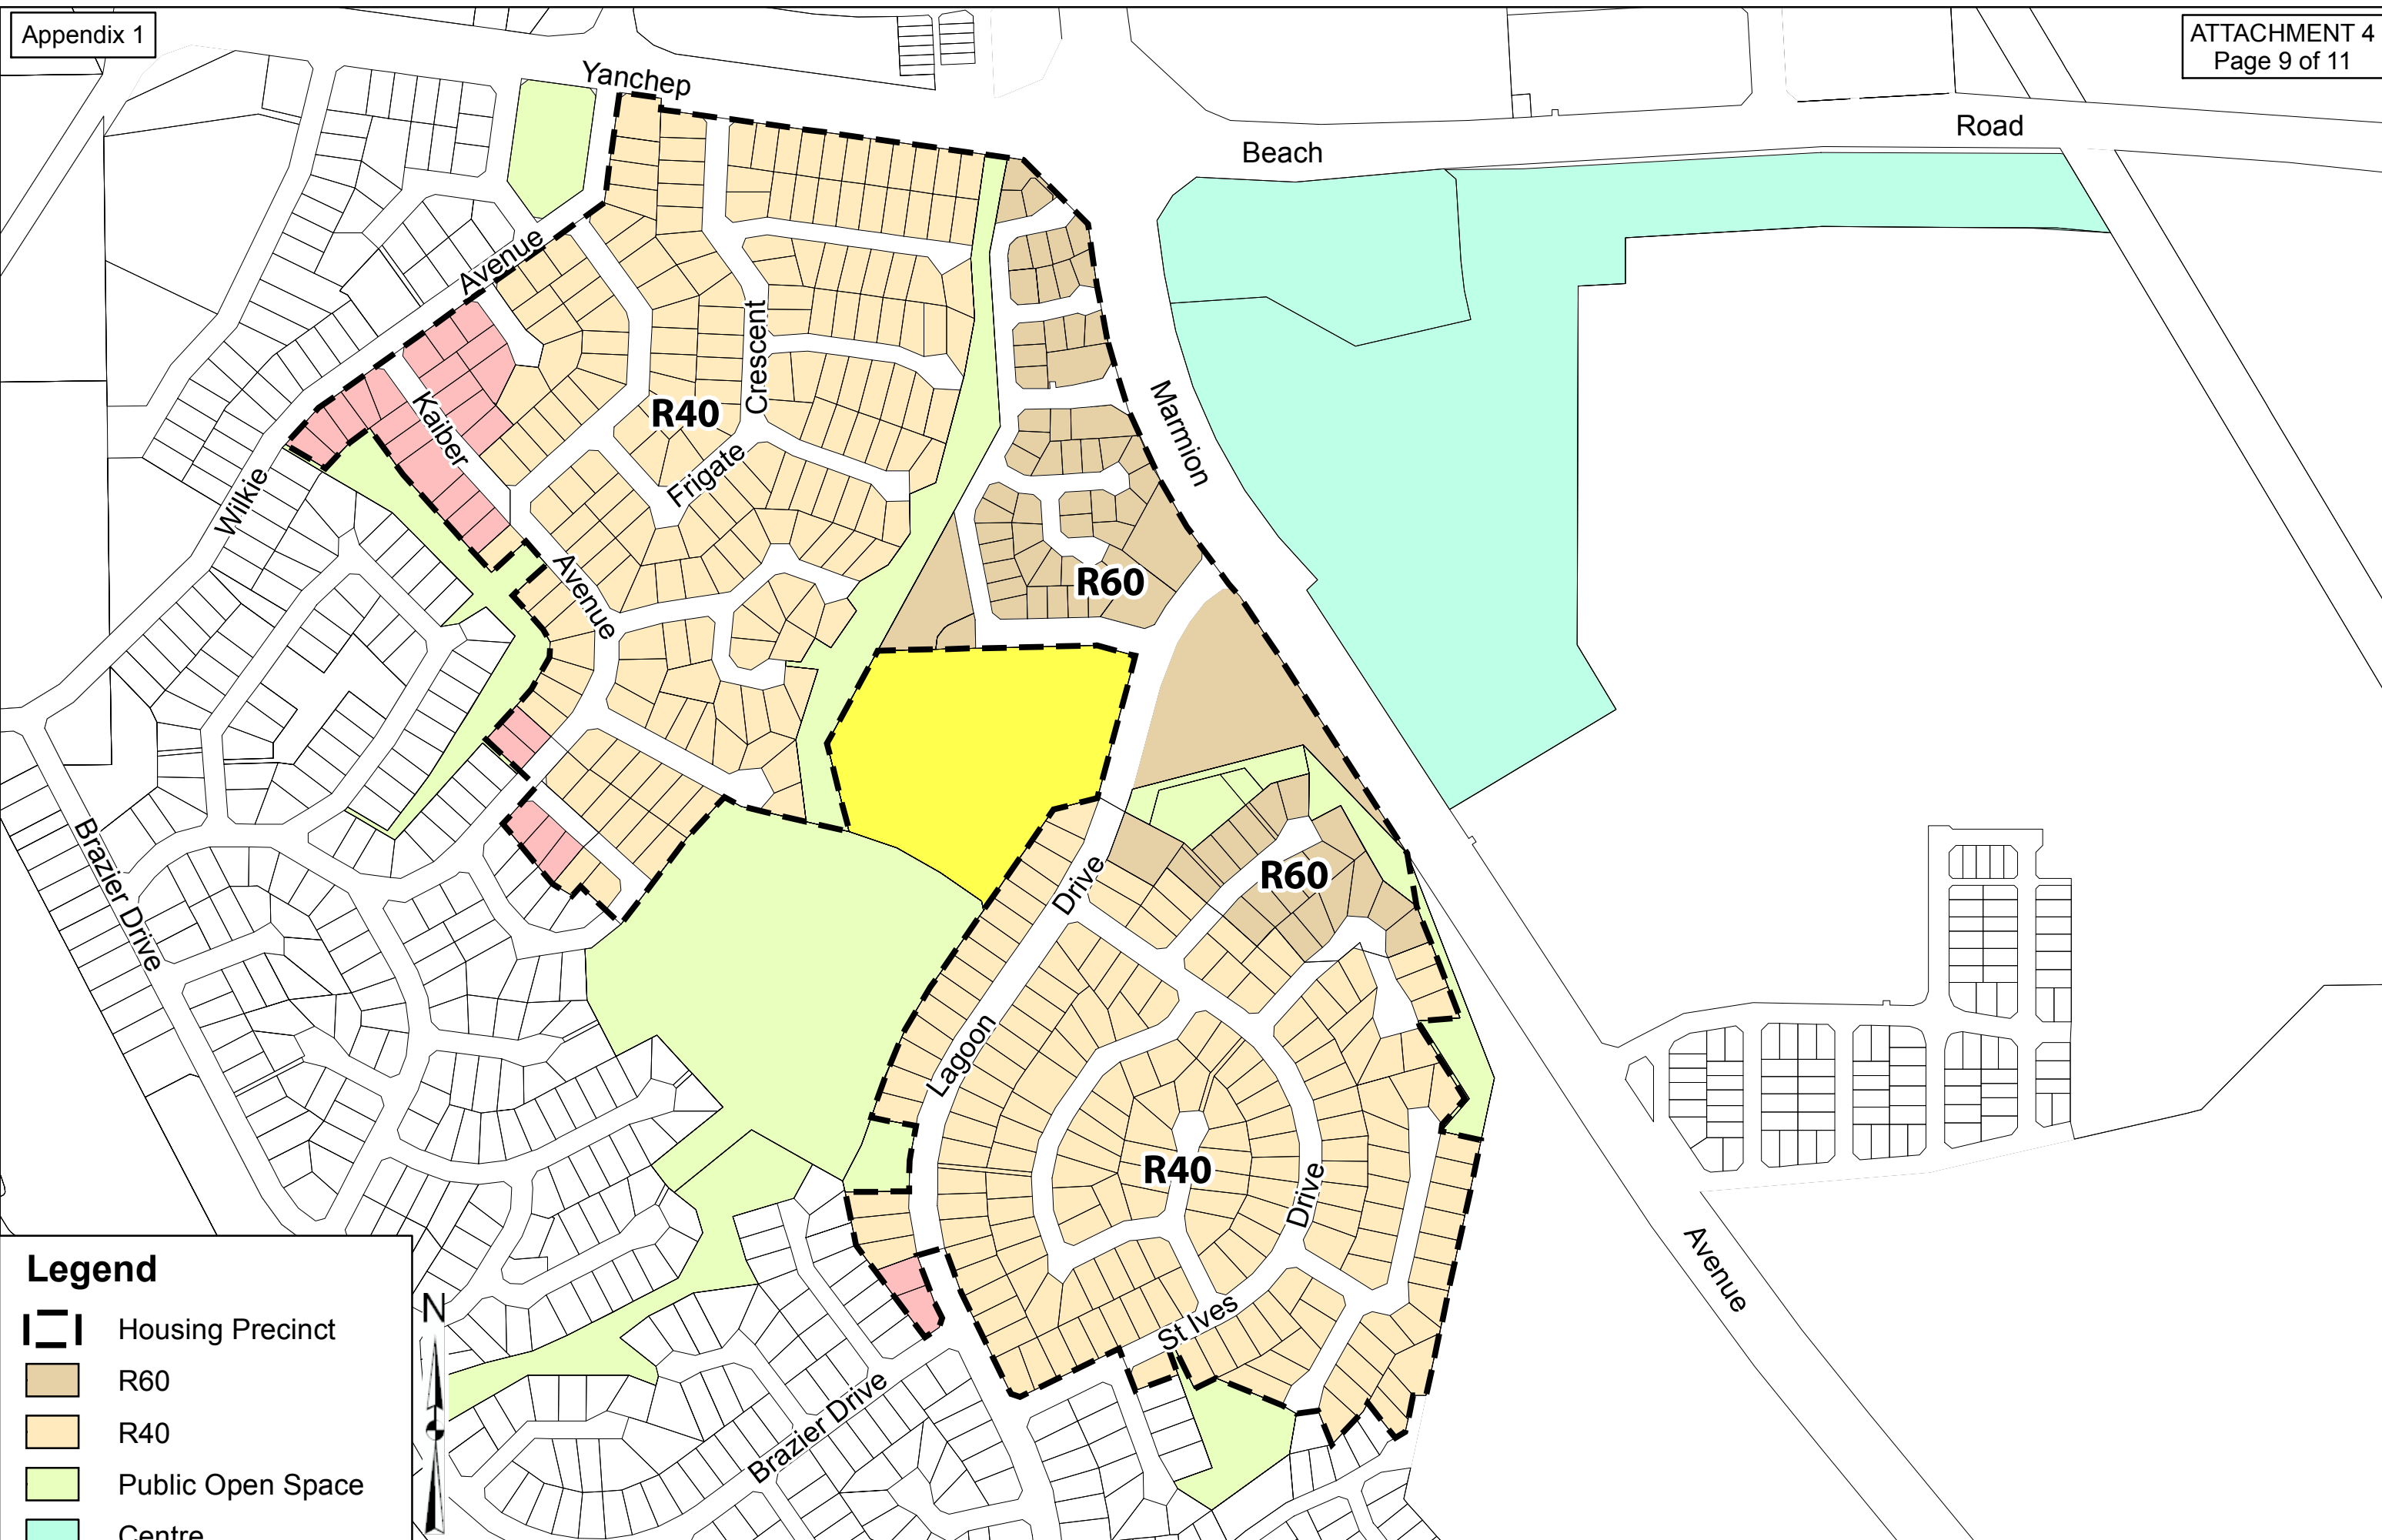 Appendix 1
ATTACHMENT 4
Page 9 of 11
Yanchep
Beach
Road
Avenue
Crescent
Marmion
R40
Kaiber
Frigate
Wilkie
Avenue
R60
Brazier Drive
Drive
R60
Lagoon
R40
Drive
St Ives
Avenue
Brazier Drive
Legend
N
Housing Precinct
R60
R40
Public Open Space
Centre